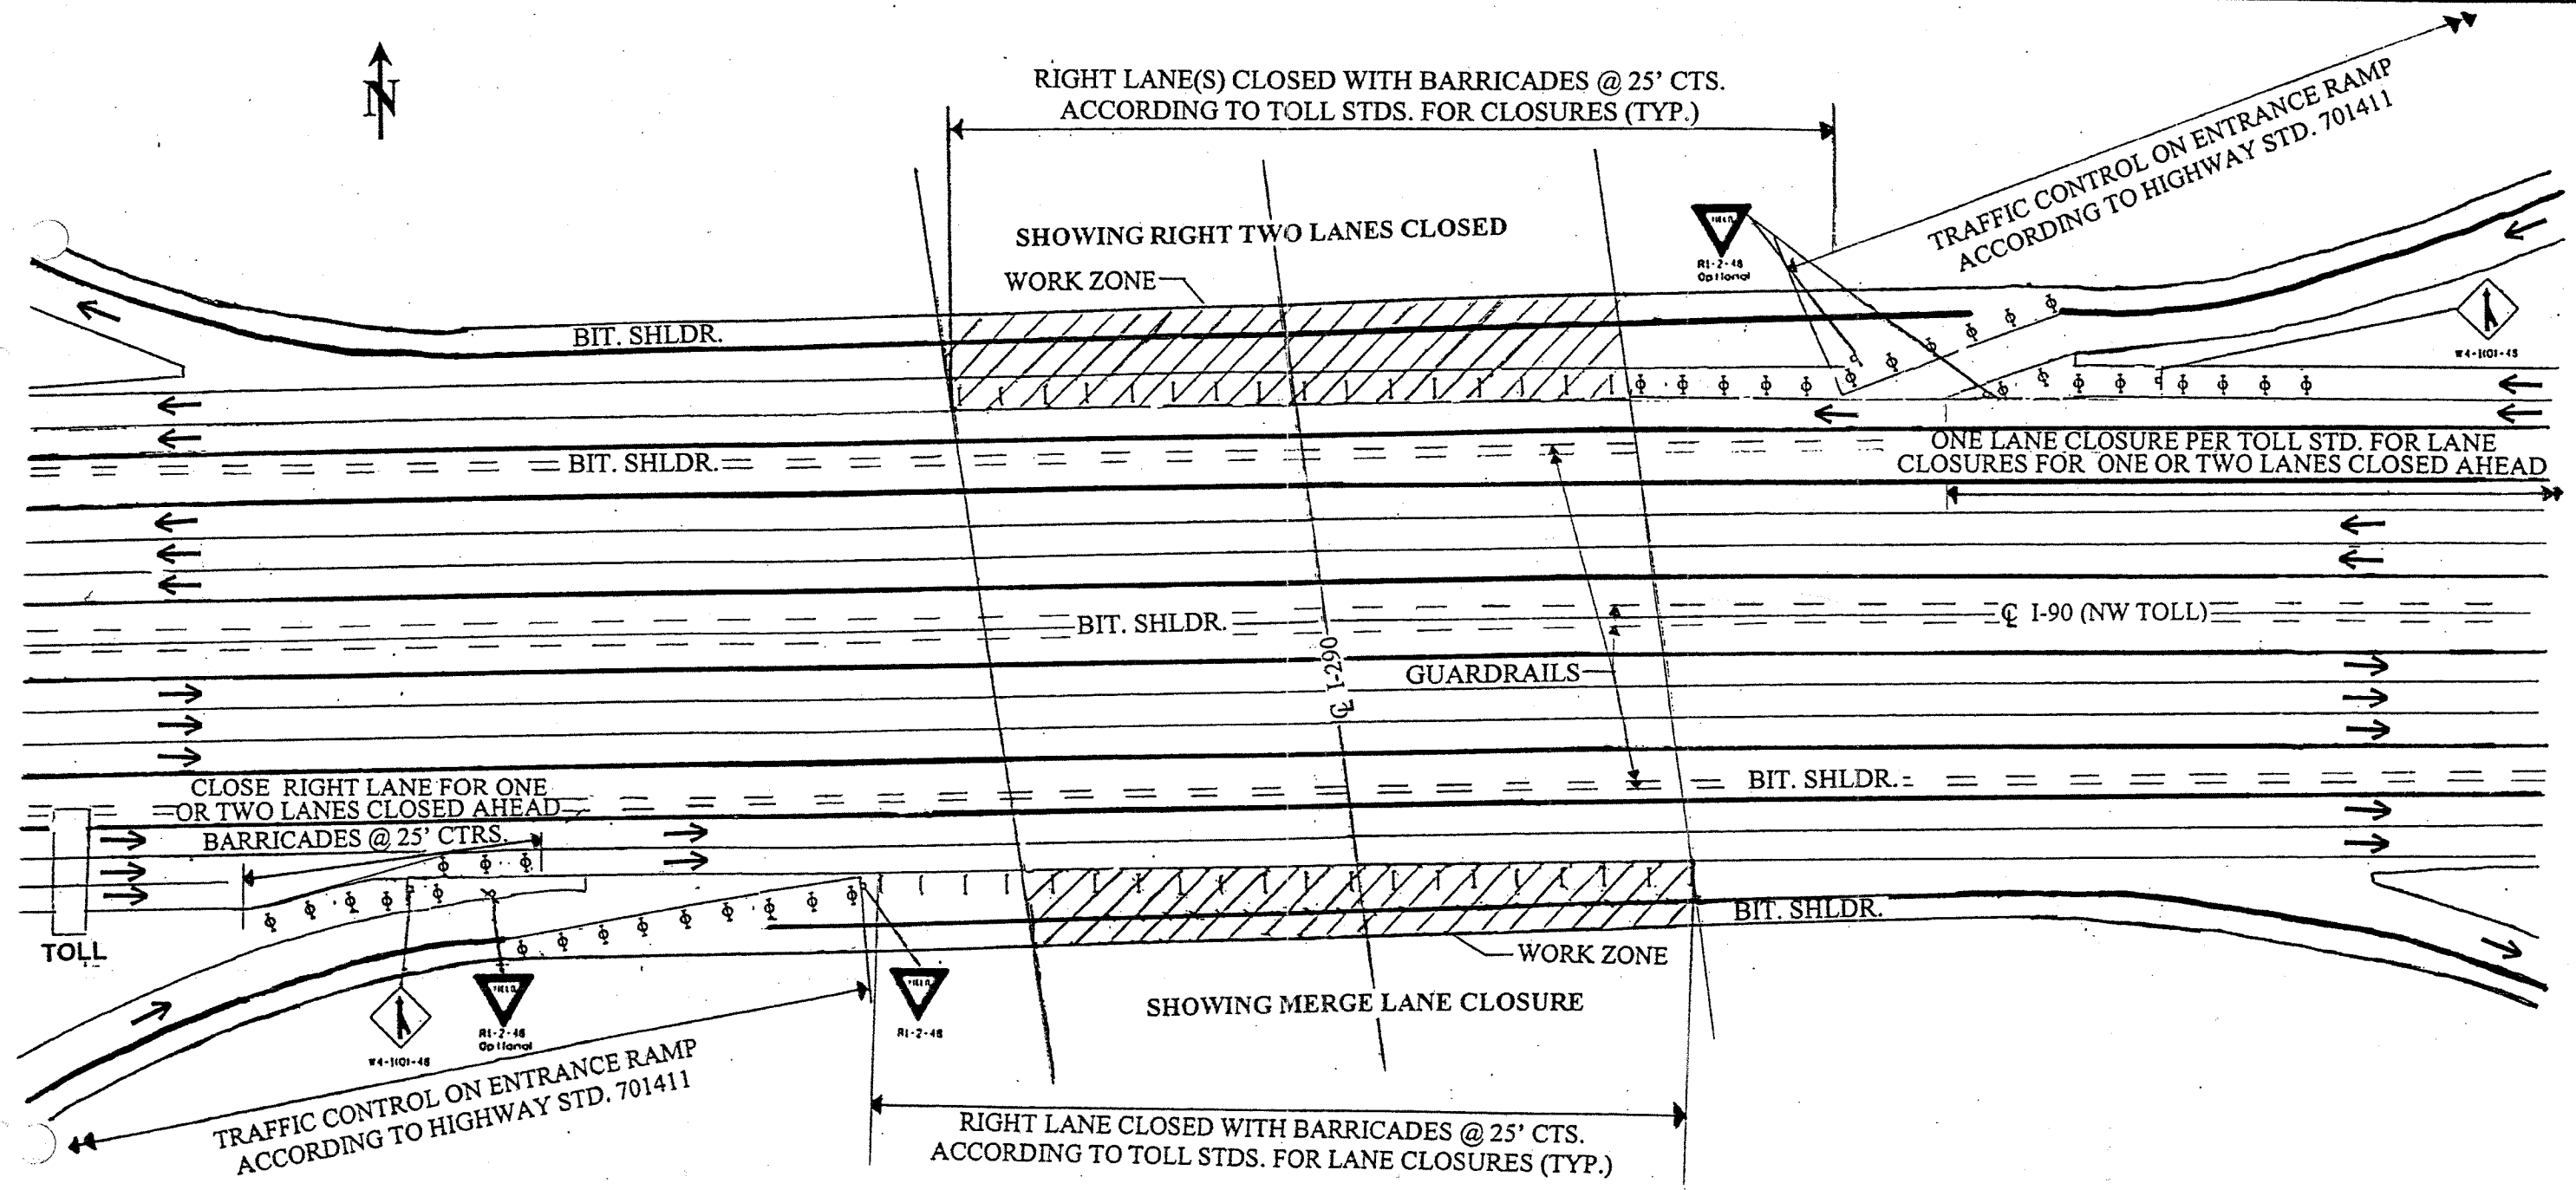 N
RIGHT LANE(S) CLOSED WITH BARRICADES @ 25' CTS.
ACCORDING TO TOLL STDS. FOR CLOSURES (TYP.)
TRAFFIC CONTROL ON ENTRANCE RAMP
ACCORDING TO HIGHWAY STD. 701411
SHOWING RIGHT TWO LANES CLOSED
YIELD
R1-2-48
Optional
WORK ZONE
BIT. SHLDR.
W4-1(O)-48
BIT. SHLDR.
ONE LANE CLOSURE PER TOLL STD. FOR LANE
CLOSURES FOR ONE OR TWO LANES CLOSED AHEAD
BIT. SHLDR.
℄ I-90 (NW TOLL)
℄ I-290
GUARDRAILS
BIT. SHLDR.
CLOSE RIGHT LANE FOR ONE
OR TWO LANES CLOSED AHEAD
BARRICADES @ 25' CTRS.
TOLL
BIT. SHLDR.
WORK ZONE
YIELD
R1-2-48
Optional
YIELD
R1-2-48
W4-1(O)-48
SHOWING MERGE LANE CLOSURE
TRAFFIC CONTROL ON ENTRANCE RAMP
ACCORDING TO HIGHWAY STD. 701411
RIGHT LANE CLOSED WITH BARRICADES @ 25' CTS.
ACCORDING TO TOLL STDS. FOR LANE CLOSURES (TYP.)